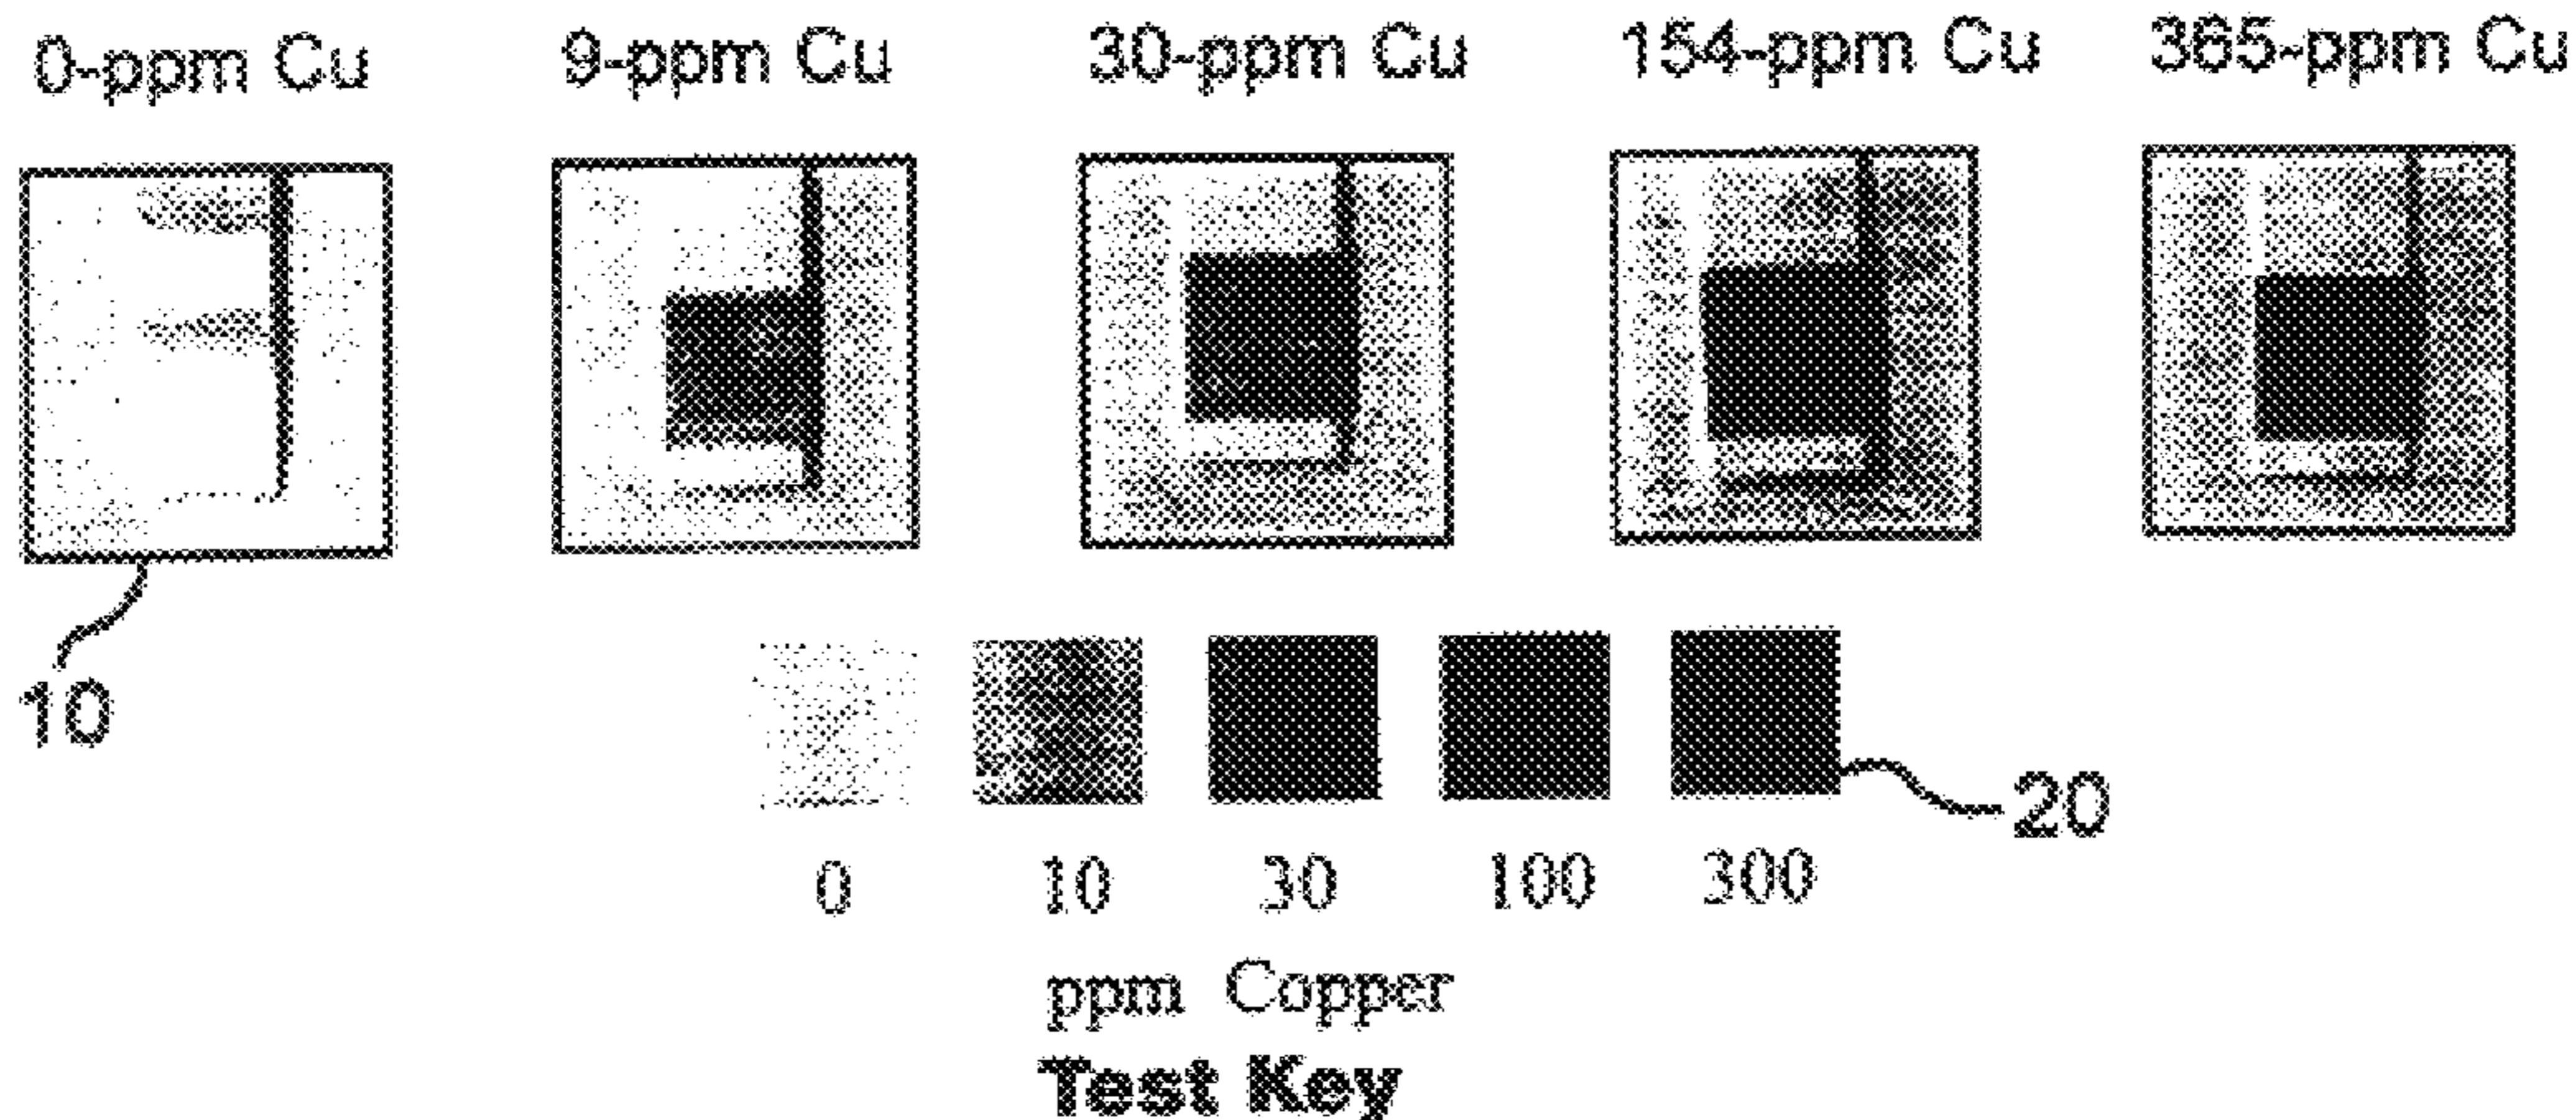 0-ppm Cu 9-ppm Cu 30-ppm Cu 154-ppm Cu 365-ppm Cu
10
20
0 10 30 100 300
ppm Copper
Test Key